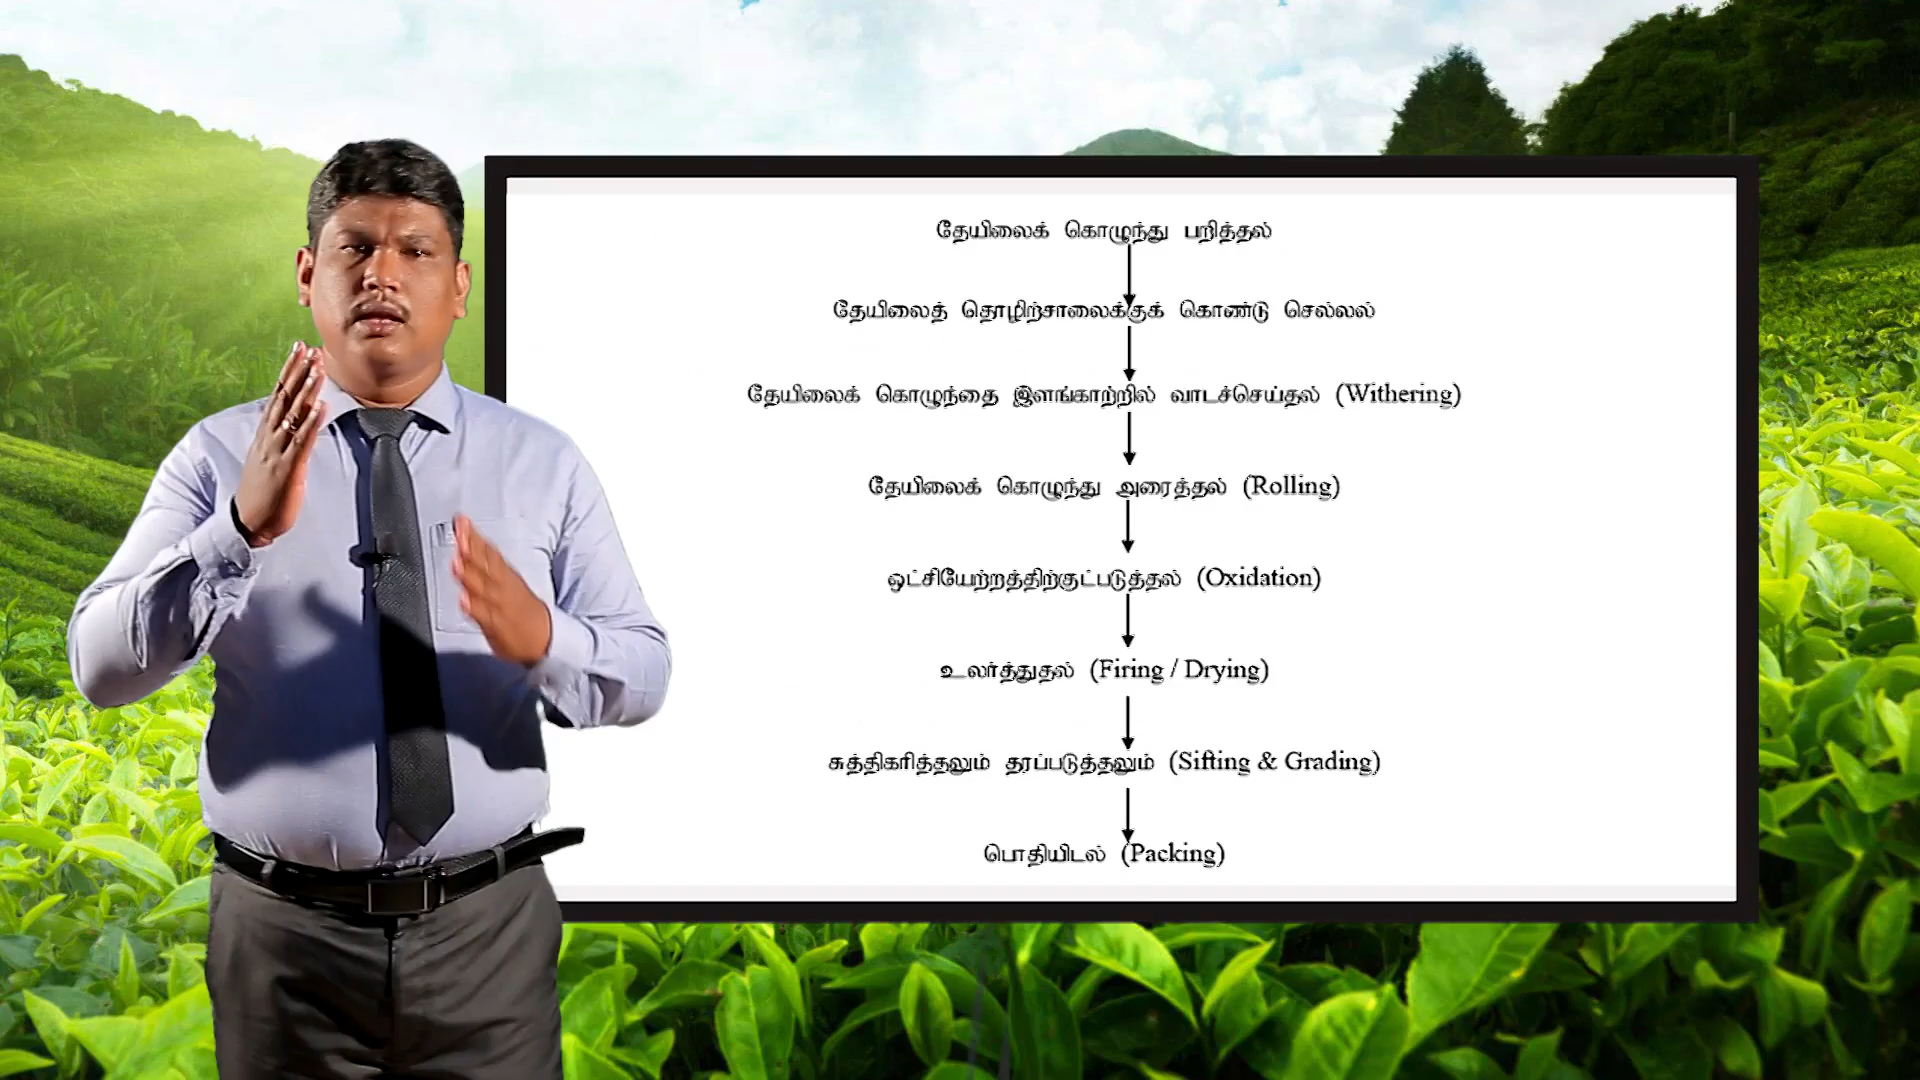 தேயிலைக் கொழுந்து பறித்தல்
தேயிலைத் தொழிற்சாலைக்குக் கொண்டு செல்லல்
தேயிலைக் கொழுந்தை இளங்காற்றில் வாடச்செய்தல் (Withering)
தேயிலைக் கொழுந்து அரைத்தல் (Rolling)
ஒட்சியேற்றத்திற்குட்படுத்தல் (Oxidation)
உலர்த்துதல் (Firing / Drying)
சுத்திகரித்தலும் தரப்படுத்தலும் (Sifting & Grading)
பொதியிடல் (Packing)